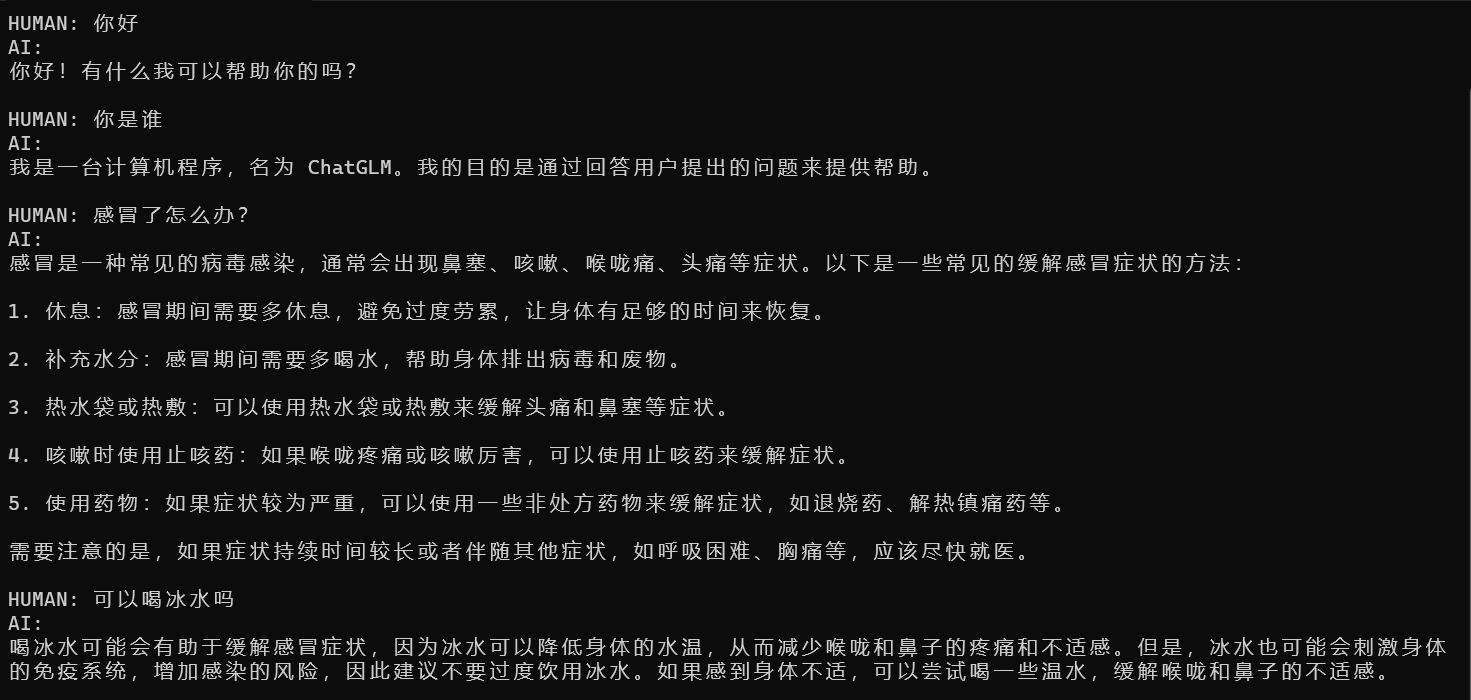 HUMAN: 你好
AI:
你好！有什么我可以帮助你的吗？
HUMAN: 你是谁
AI:
我是一台计算机程序，名为 ChatGLM。我的目的是通过回答用户提出的问题来提供帮助。
HUMAN: 感冒了怎么办？
AI:
感冒是一种常见的病毒感染，通常会出现鼻塞、咳嗽、喉咙痛、头痛等症状。以下是一些常见的缓解感冒症状的方法：
1. 休息：感冒期间需要多休息，避免过度劳累，让身体有足够的时间来恢复。
2. 补充水分：感冒期间需要多喝水，帮助身体排出病毒和废物。
3. 热水袋或热敷：可以使用热水袋或热敷来缓解头痛和鼻塞等症状。
4. 咳嗽时使用止咳药：如果喉咙疼痛或咳嗽厉害，可以使用止咳药来缓解症状。
5. 使用药物：如果症状较为严重，可以使用一些非处方药物来缓解症状，如退烧药、解热镇痛药等。
需要注意的是，如果症状持续时间较长或者伴随其他症状，如呼吸困难、胸痛等，应该尽快就医。
HUMAN: 可以喝冰水吗
AI:
喝冰水可能会有助于缓解感冒症状，因为冰水可以降低身体的水温，从而减少喉咙和鼻子的疼痛和不适感。但是，冰水也可能会刺激身体
的免疫系统，增加感染的风险，因此建议不要过度饮用冰水。如果感到身体不适，可以尝试喝一些温水，缓解喉咙和鼻子的不适感。